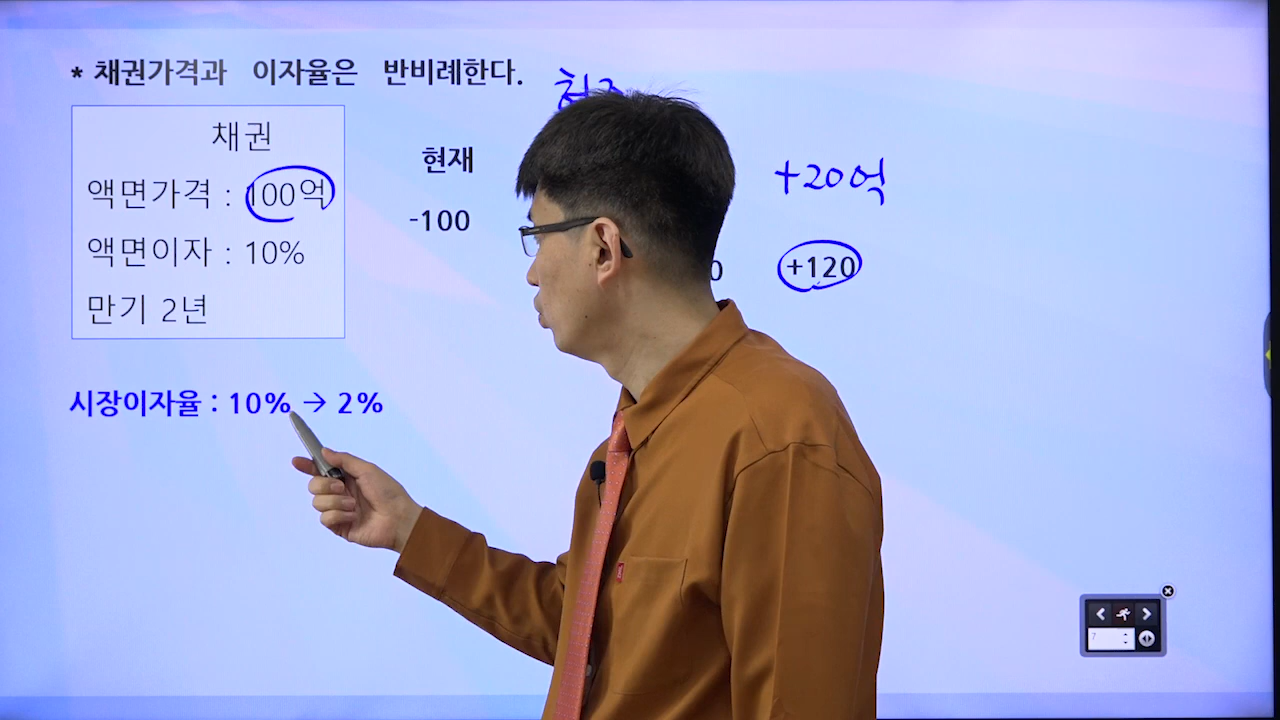 * 채권가격과 이자율은 반비례한다.
채권
액면가격 : 100억
액면이자 : 10%
만기 2년
현재
-100
+20억
0
+120
시장이자율 : 10% → 2%
7